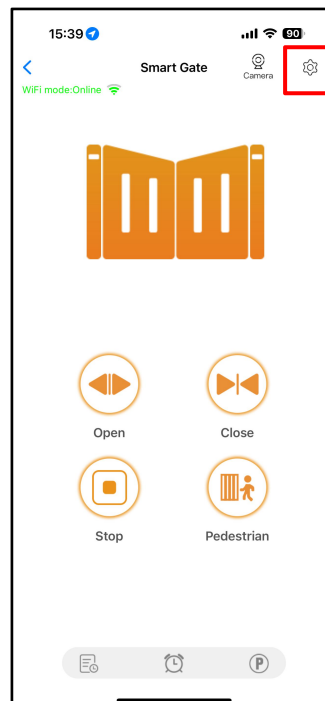 15:39
90
Smart Gate
Camera
WiFi mode:Online
Open
Close
Stop
Pedestrian
P